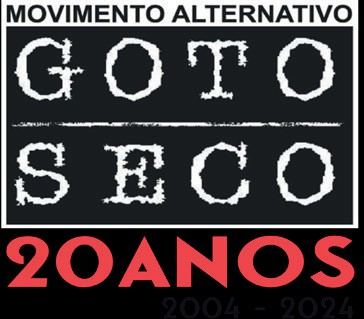 MOVIMENTO ALTERNATIVO
GOTO
SECO
20ANOS
2004 - 2024